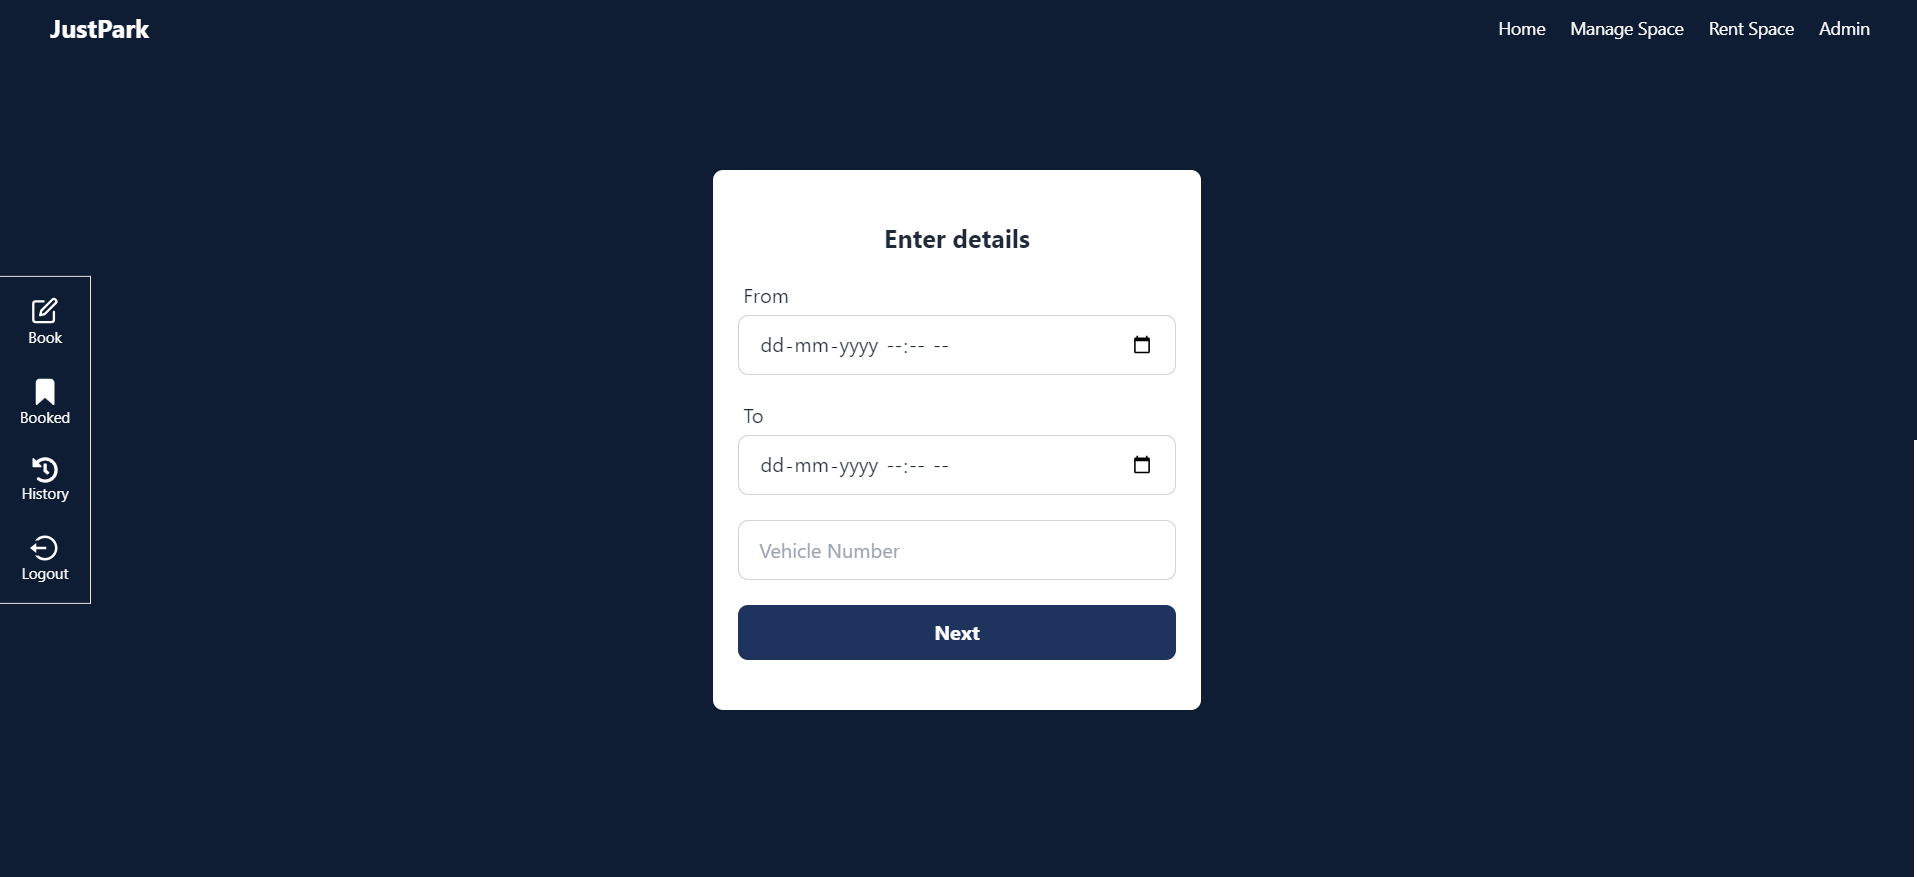 JustPark
Home Manage Space Rent Space Admin
Book
Booked
History
Logout
Enter details
From
dd-mm-yyyy --:-- --
To
dd-mm-yyyy --:-- --
Vehicle Number
Next